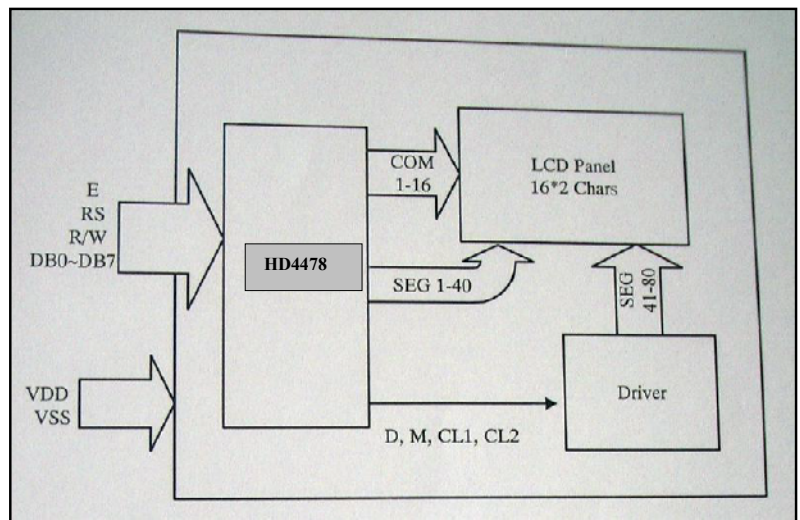 E
RS
R/W
DB0~DB7
VDD
VSS
HD4478
COM
1-16
SEG 1-40
D, M, CL1, CL2
LCD Panel
16*2 Chars
SEG
41-80
Driver